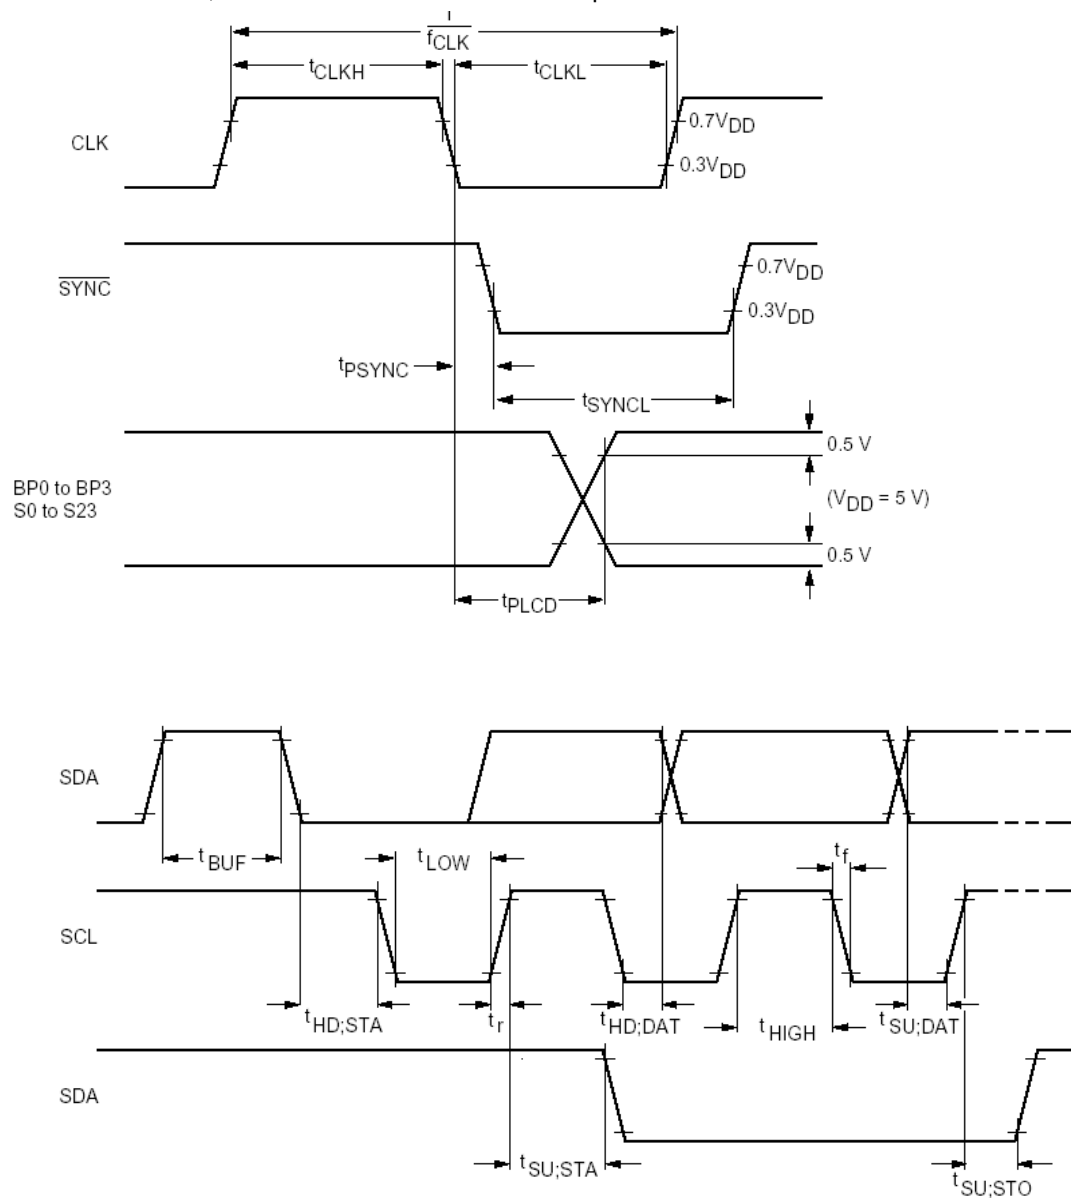 1
fCLK
tCLKH
tCLKL
CLK
0.7VDD
0.3VDD
SYNC
0.7VDD
0.3VDD
tPSYNC
tSYNCL
BP0 to BP3
S0 to S23
0.5 V
(VDD = 5 V)
0.5 V
tPLCD
SDA
tBUF
tLOW
tf
SCL
tHD;STA
tr
tHD;DAT
tHIGH
tSU;DAT
SDA
tSU;STA
tSU;STO